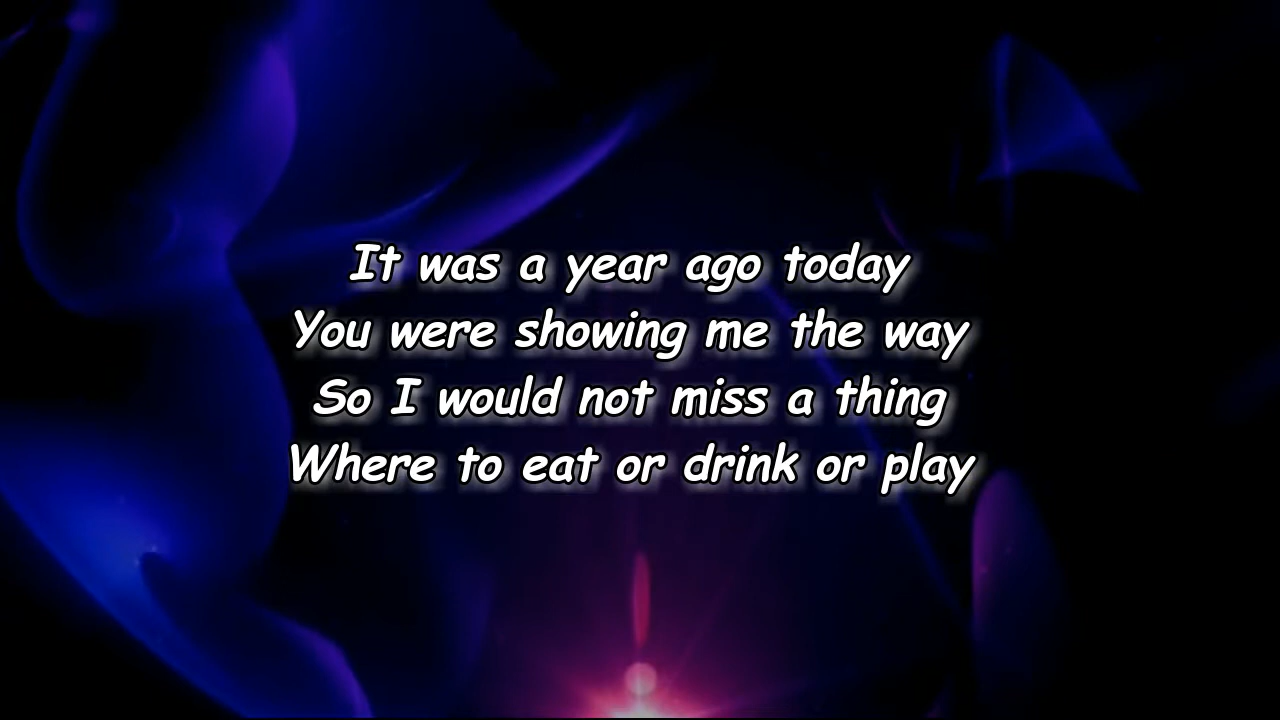 It was a year ago today
You were showing me the way
So I would not miss a thing
Where to eat or drink or play